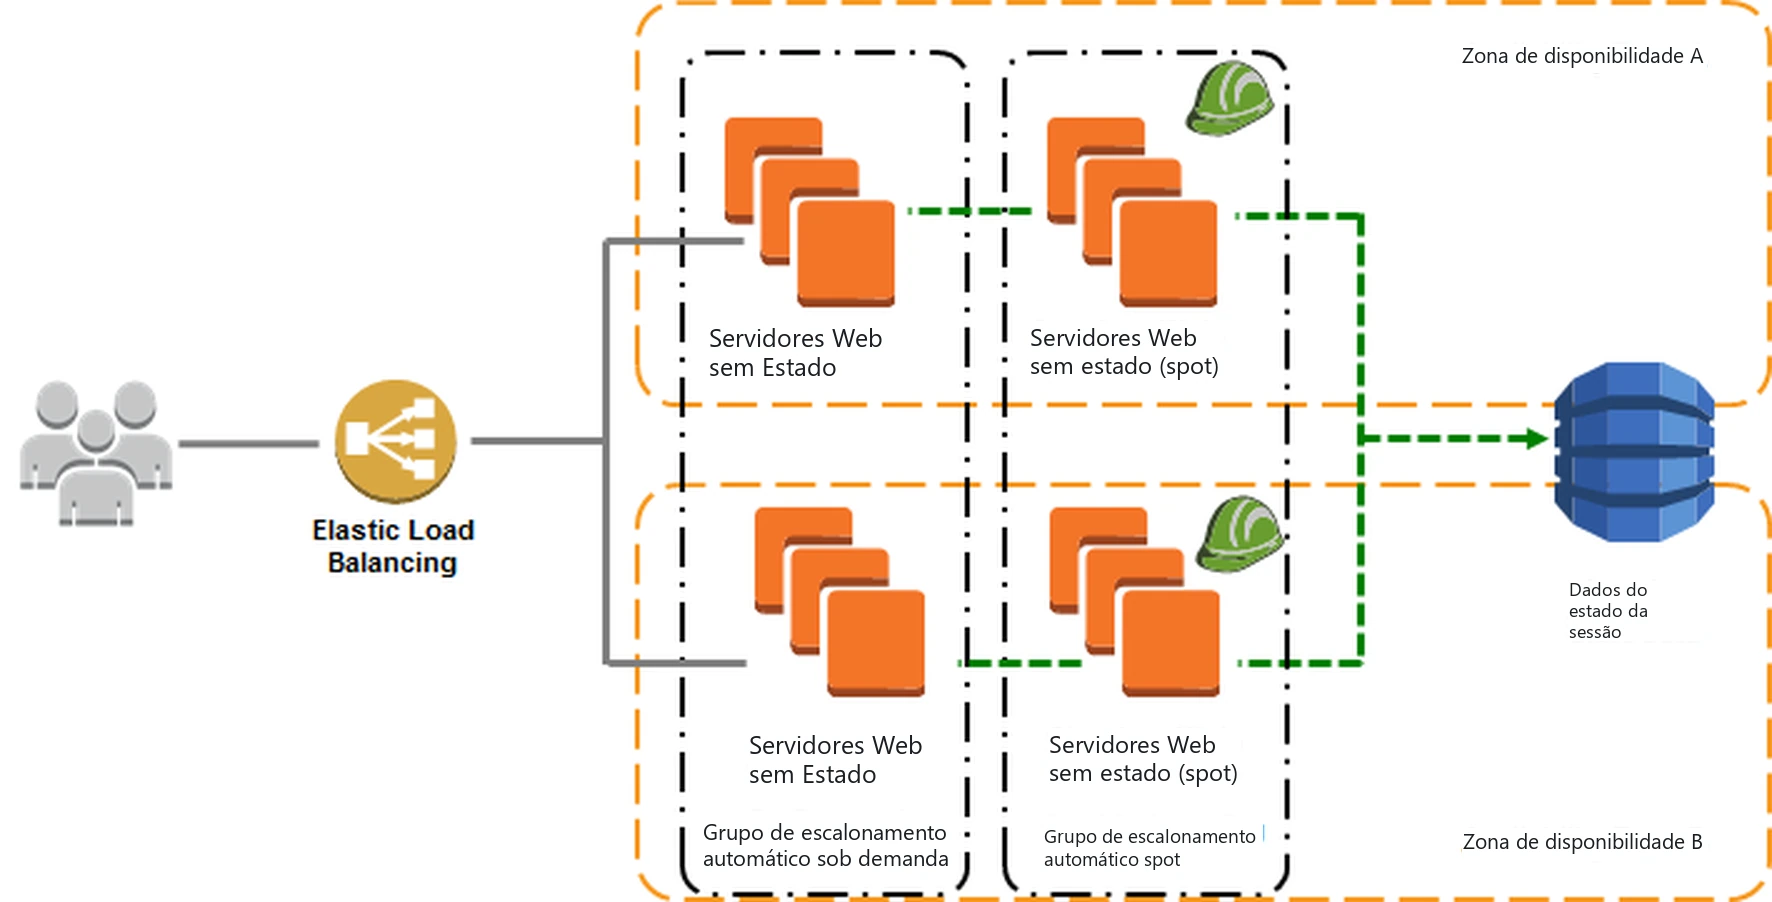 Zona de disponibilidade A
Servidores Web
sem Estado
Servidores Web
sem estado (spot)
Elastic Load
Balancing
Dados do
estado da
sessão
Servidores Web
sem Estado
Servidores Web
sem estado (spot)
Grupo de escalonamento
automático sob demanda
Grupo de escalonamento
automático spot
Zona de disponibilidade B